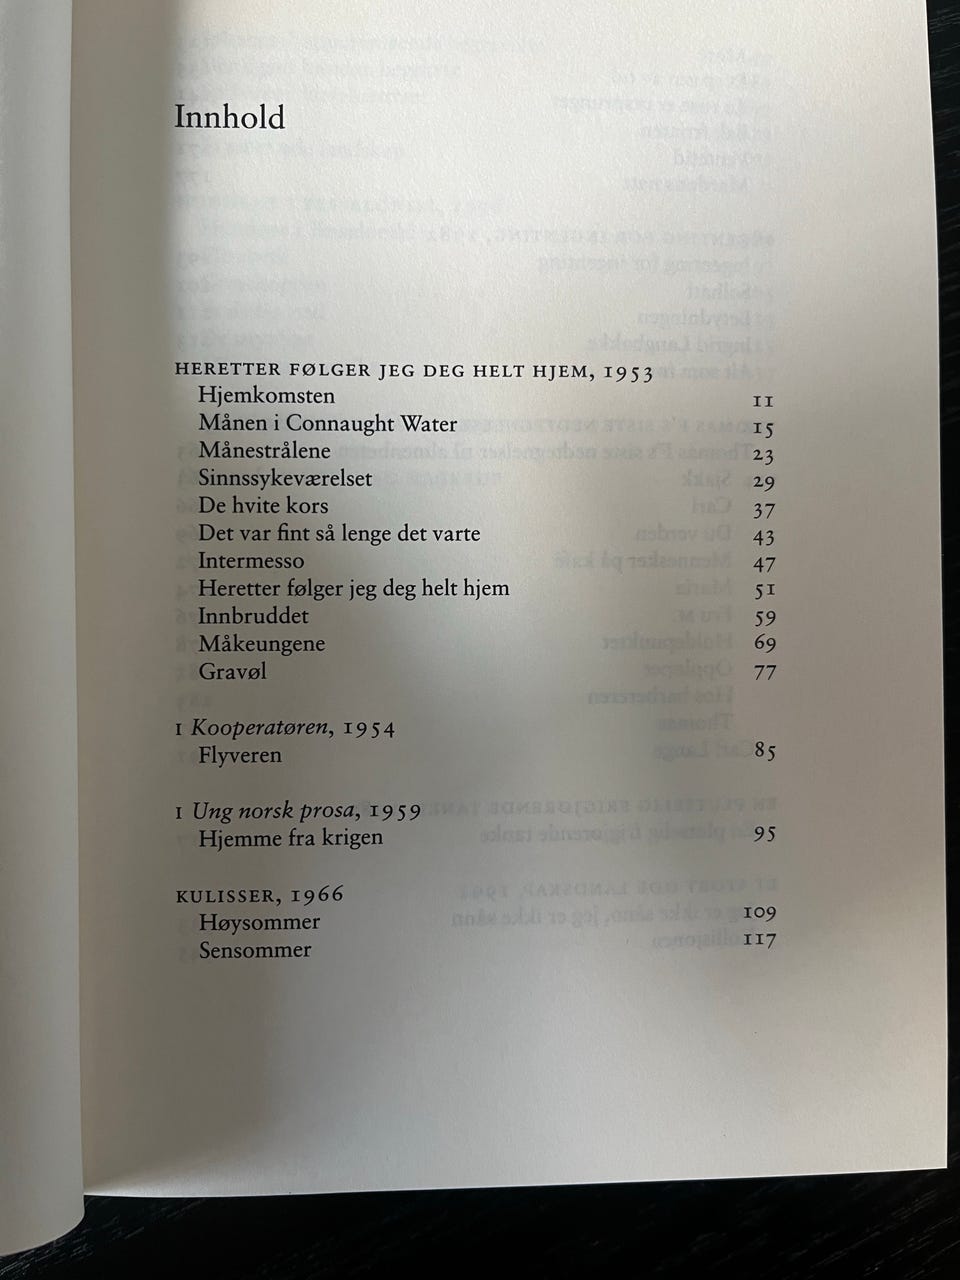 Innhold
HERETTER FØLGER JEG DEG HELT HJEM, 1953
Hjemkomsten 11
Månen i Connaught Water 15
Månestrålene 23
Sinnssykeværelset 29
De hvite kors 37
Det var fint så lenge det varte 43
Intermesso 47
Heretter følger jeg deg helt hjem 51
Innbruddet 59
Måkeungene 69
Gravøl 77
I Kooperatøren, 1954
Flyveren 85
I Ung norsk prosa, 1959
Hjemme fra krigen 95
KULISSER, 1966
Høysommer 109
Sensommer 117